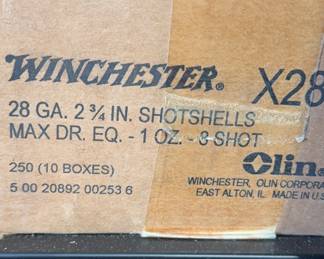 WINCHESTER® X28
28 GA. 2 ¾ IN. SHOTSHELLS
MAX DR. EQ. - 1 OZ. - 8 SHOT
250 (10 BOXES)
5 00 20892 00253 6
Olin®
WINCHESTER, OLIN CORPORA
EAST ALTON, IL MADE IN U.S